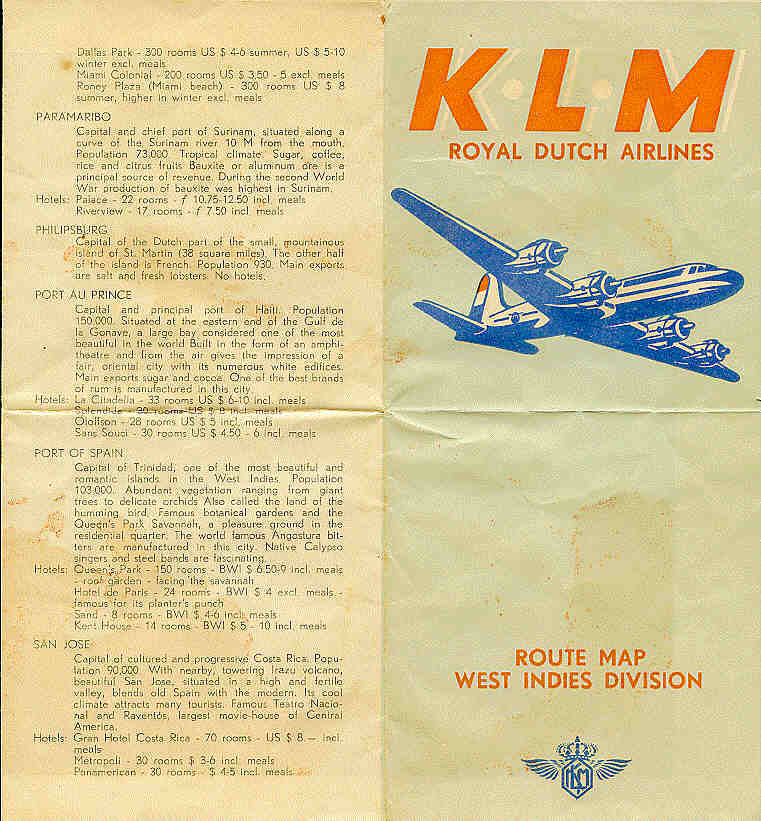 Dallas Park - 300 rooms US $ 4-6 summer, US $ 5-10
winter excl. meals
Miami Colonial - 200 rooms US $ 3.50 - 5 excl. meals
Roney Plaza (Miami beach) - 300 rooms US $ 8
summer, higher in winter excl. meals
PARAMARIBO
Capital and chief port of Surinam, situated along a
curve of the Surinam river 10 M from the mouth.
Population 73,000. Tropical climate. Sugar, coffee,
rice and citrus fruits. Bauxite or aluminum ore is a
principal source of revenue. During the second World
War production of bauxite was highest in Surinam.
Hotels: Palace - 22 rooms - ƒ 10.75-12.50 incl. meals
Riverview - 17 rooms - ƒ 7.50 incl. meals
PHILIPSBURG
Capital of the Dutch part of the small, mountainous
island of St. Martin (38 square miles). The other half
of the island is French. Population 930. Main exports
are salt and fresh lobsters. No hotels.
PORT AU PRINCE
Capital and principal port of Haiti. Population
150,000. Situated at the eastern end of the Gulf de
la Gonave, a large bay considered one of the most
beautiful in the world. Built in the form of an amphi-
theatre and from the air gives the impression of a
fair, oriental city with its numerous white edifices.
Main exports sugar and cocoa. One of the best brands
of rum is manufactured in this city.
Hotels: La Citadella - 33 rooms US $ 6-10 incl. meals
Splendide - 20 rooms US $ 8 incl. meals
Ololison - 28 rooms US $ 5 incl. meals
Sans Souci - 30 rooms US $ 4.50 - 6 incl. meals
PORT OF SPAIN
Capital of Trinidad, one of the most beautiful and
romantic islands in the West Indies. Population
103,000. Abundant vegetation ranging from giant
trees to delicate orchids. Also called the land of the
humming bird. Famous botanical gardens and the
Queen's Park Savannah, a pleasure ground in the
residential quarter. The world famous Angostura bit-
ters are manufactured in this city. Native Calypso
singers and steel bands are fascinating.
Hotels: Queen's Park - 150 rooms - BWI $ 6.50-9 incl. meals
- roof garden - facing the savannah
Hotel de Paris - 24 rooms - BWI $ 4 excl. meals -
famous for its planter's punch
Sand - 8 rooms - BWI $ 4-6 incl. meals
Kent House - 14 rooms - BWI $ 5 - 10 incl. meals
SAN JOSE
Capital of cultured and progressive Costa Rica. Popu-
lation 90,000. With nearby, towering Irazu volcano,
beautiful San Jose, situated in a high and fertile
valley, blends old Spain with the modern. Its cool
climate attracts many tourists. Famous Teatro Nacio-
nal and Raventós, largest movie-house of Central
America.
Hotels: Gran Hotel Costa Rica - 70 rooms - US $ 8.— incl.
meals
Metropoli - 30 rooms $ 3-6 incl. meals
Panamerican - 30 rooms - $ 4-5 incl. meals
K·L·M
ROYAL DUTCH AIRLINES
ROUTE MAP
WEST INDIES DIVISION
KLM